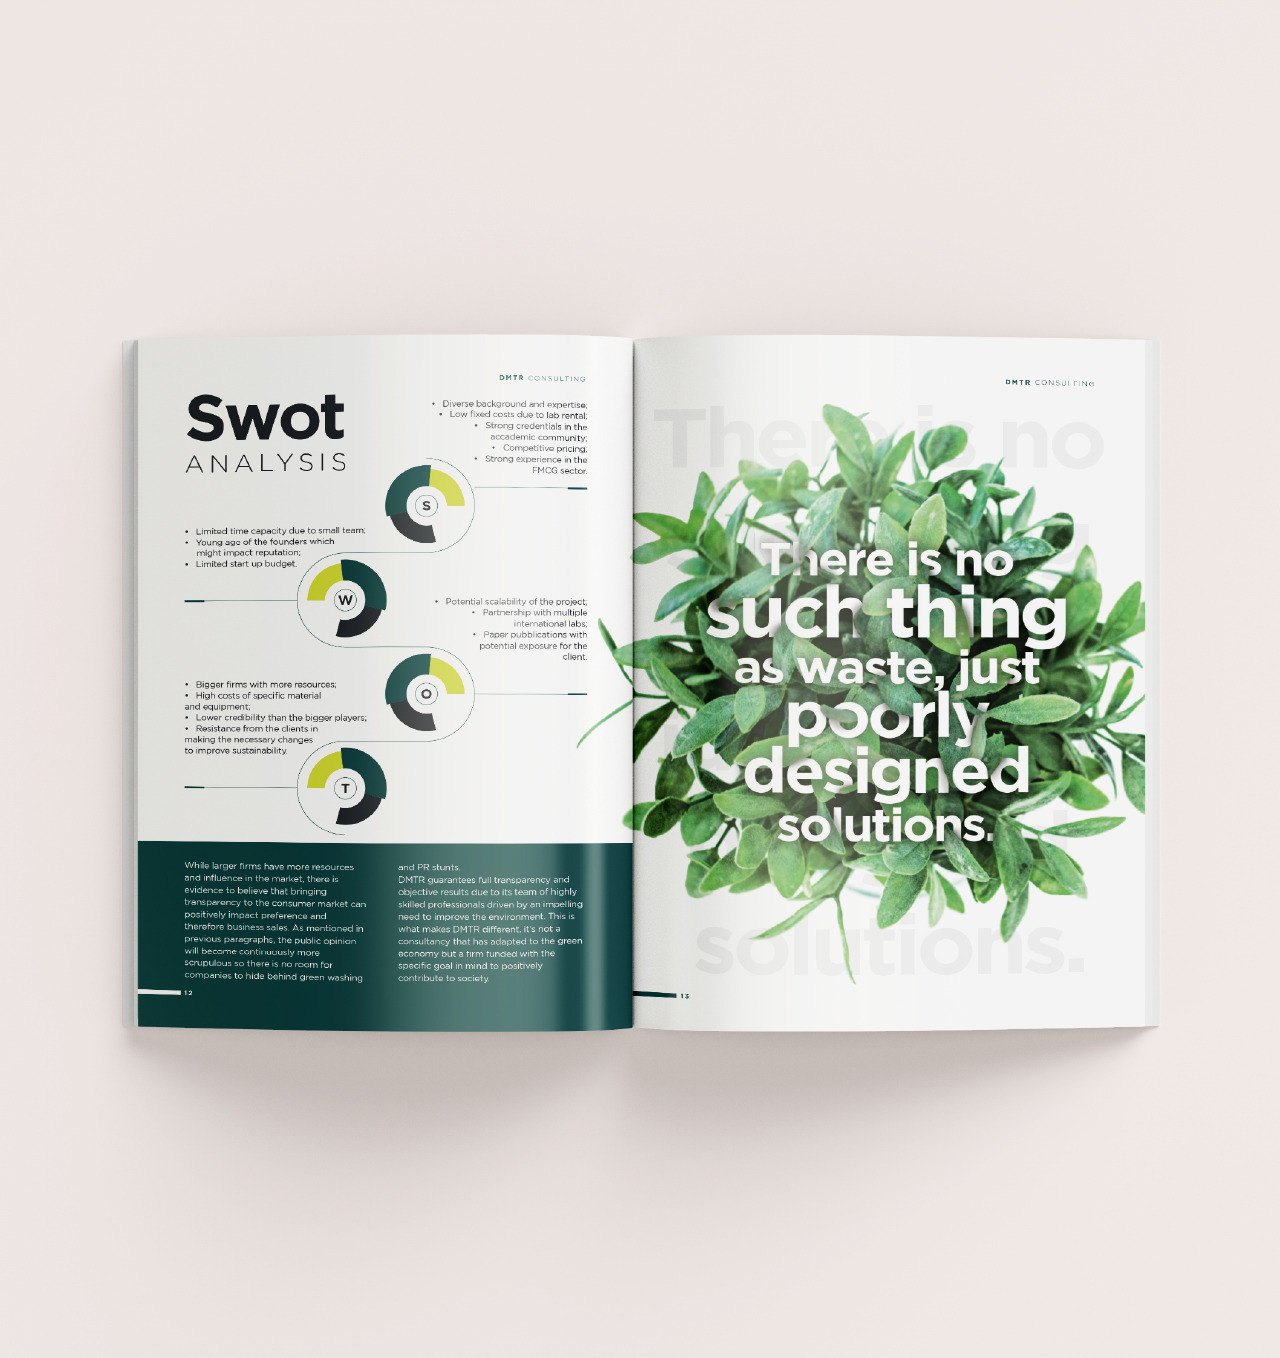 DMTR CONSULTING
Swot
ANALYSIS
• Diverse background and expertise;
• Low fixed costs due to lab rental;
• Strong credentials in the
accademic community;
• Competitive pricing;
• Strong experience in the
FMCG sector.
S
• Limited time capacity due to small team;
• Young age of the founders which
might impact reputation;
• Limited start up budget.
W
• Potential scalability of the project;
• Partnership with multiple
international labs;
• Paper pubblications with
potential exposure for the
client.
O
• Bigger firms with more resources;
• High costs of specific material
and equipment;
• Lower credibility than the bigger players;
• Resistance from the clients in
making the necessary changes
to improve sustainability.
T
While larger firms have more resources
and influence in the market, there is
evidence to believe that bringing
transparency to the consumer market can
positively impact preference and
therefore business sales. As mentioned in
previous paragraphs, the public opinion
will become continuously more
scrupulous so there is no room for
companies to hide behind green washing
and PR stunts.
DMTR guarantees full transparency and
objective results due to its team of highly
skilled professionals driven by an impelling
need to improve the environment. This is
what makes DMTR different, it's not a
consultancy that has adapted to the green
economy but a firm funded with the
specific goal in mind to positively
contribute to society.
12
DMTR CONSULTING
There is no
There is no
such thing
as waste, just
poorly
designed
solutions.
solutions.
13